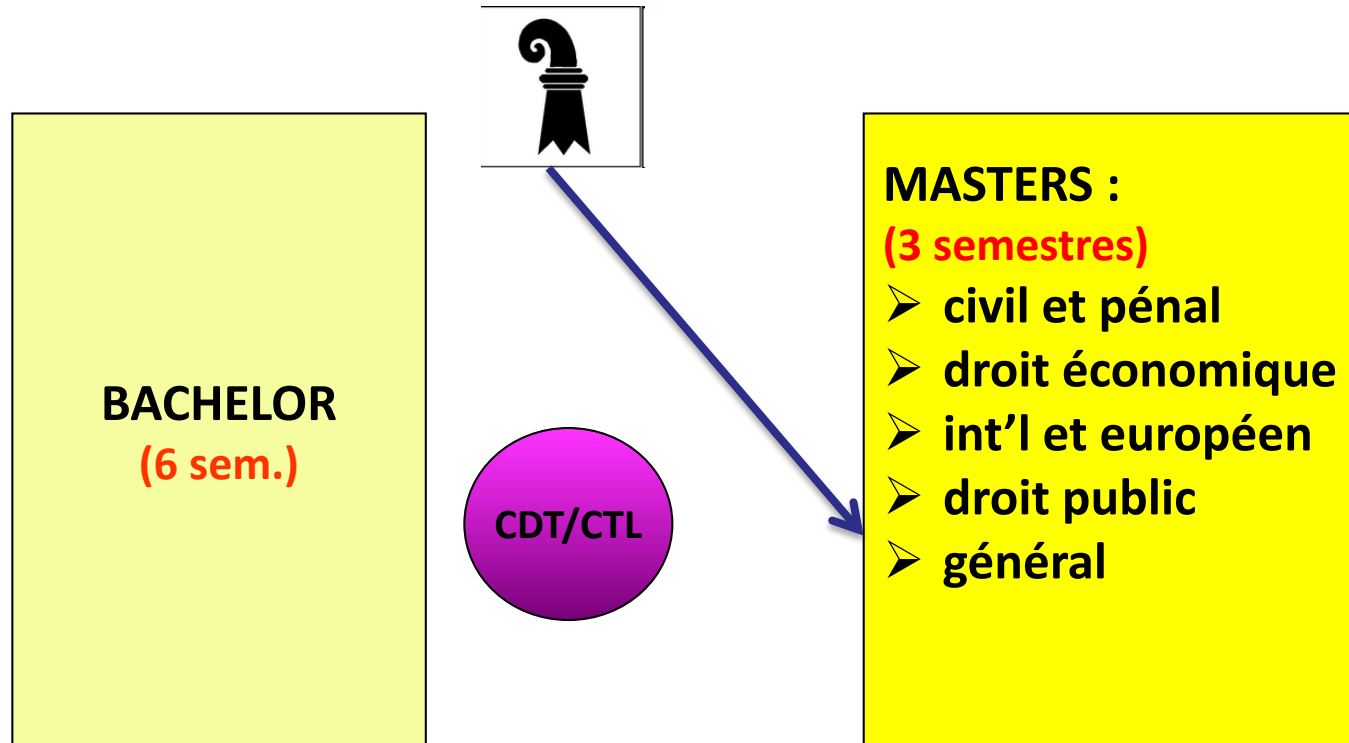 BACHELOR
(6 sem.)
CDT/CTL
MASTERS :
(3 semestres)
➢ civil et pénal
➢ droit économique
➢ int’l et européen
➢ droit public
➢ général